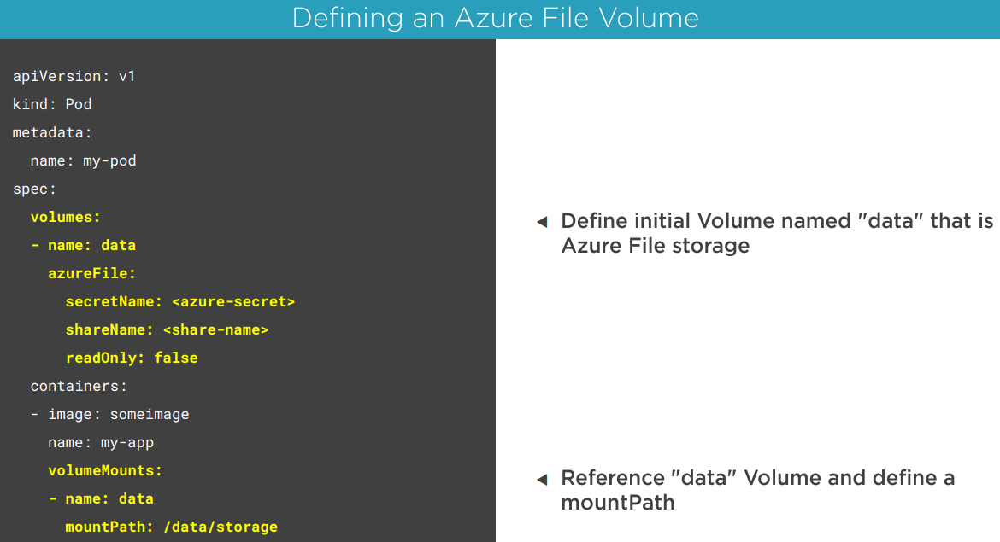 Defining an Azure File Volume
apiVersion: v1
kind: Pod
metadata:
  name: my-pod
spec:
  volumes:
  - name: data
    azureFile:
      secretName: <azure-secret>
      shareName: <share-name>
      readOnly: false
  containers:
  - image: someimage
    name: my-app
    volumeMounts:
    - name: data
      mountPath: /data/storage
Define initial Volume named "data" that is
Azure File storage
Reference "data" Volume and define a
mountPath